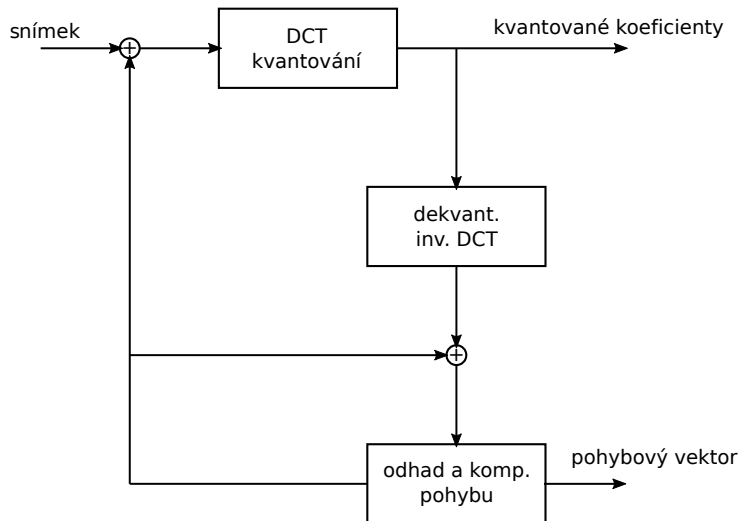 snímek
DCT
kvantování
kvantované koeficienty
dekvant.
inv. DCT
odhad a komp.
pohybu
pohybový vektor